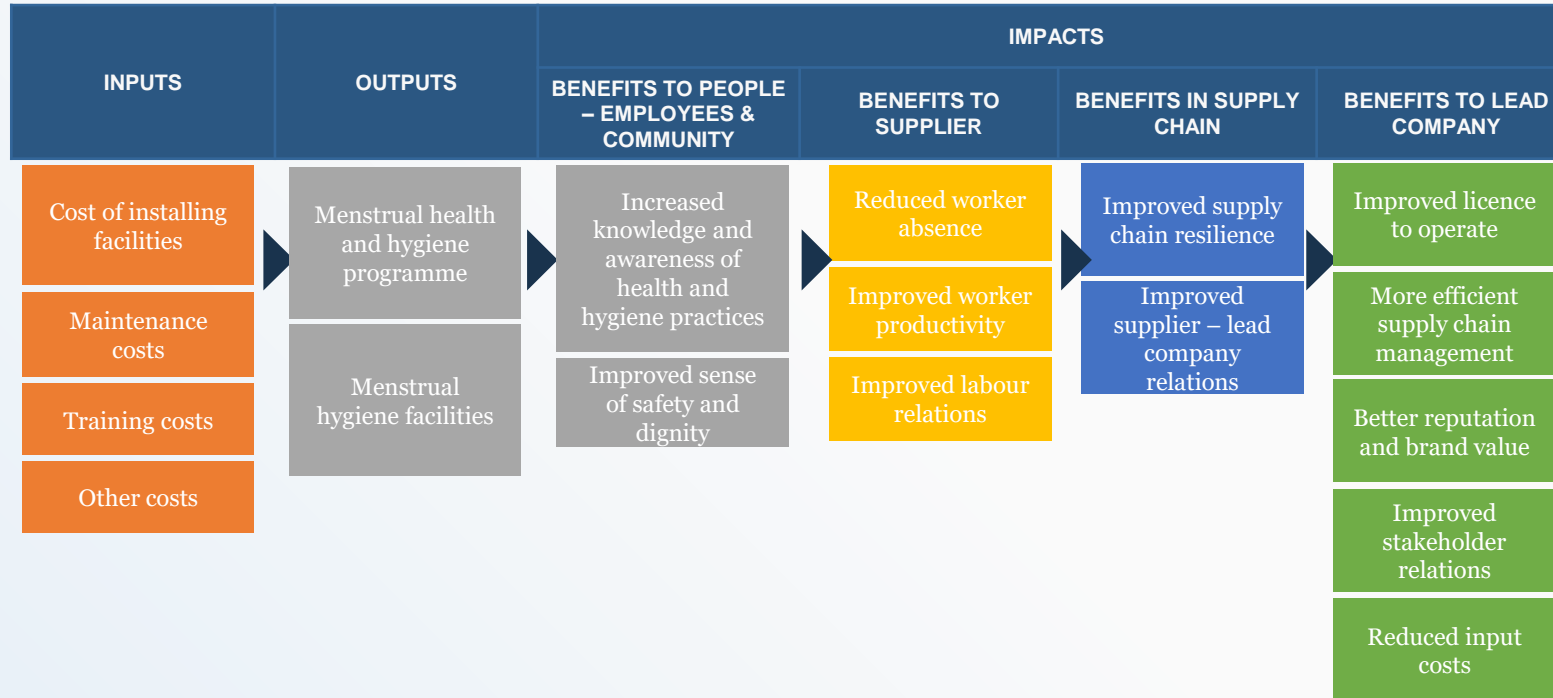 INPUTS
OUTPUTS
IMPACTS
BENEFITS TO PEOPLE
– EMPLOYEES &
COMMUNITY
BENEFITS TO
SUPPLIER
BENEFITS IN SUPPLY
CHAIN
BENEFITS TO LEAD
COMPANY
Cost of installing
facilities
Maintenance
costs
Training costs
Other costs
Menstrual health
and hygiene
programme
Menstrual
hygiene facilities
Increased
knowledge and
awareness of
health and
hygiene practices
Improved sense
of safety and
dignity
Reduced worker
absence
Improved worker
productivity
Improved labour
relations
Improved supply
chain resilience
Improved
supplier – lead
company
relations
Improved licence
to operate
More efficient
supply chain
management
Better reputation
and brand value
Improved
stakeholder
relations
Reduced input
costs